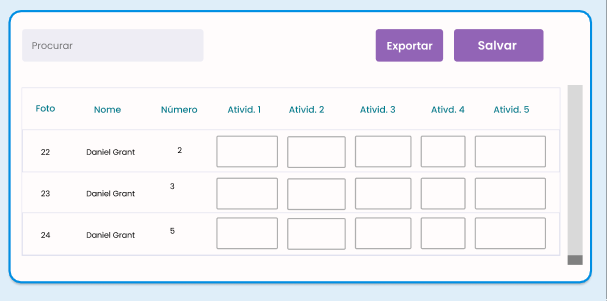 Procurar Exportar Salvar
Foto Nome Número Ativid. 1 Ativid. 2 Ativid. 3 Ativd. 4 Ativid. 5
22 Daniel Grant 2
23 Daniel Grant 3
24 Daniel Grant 5